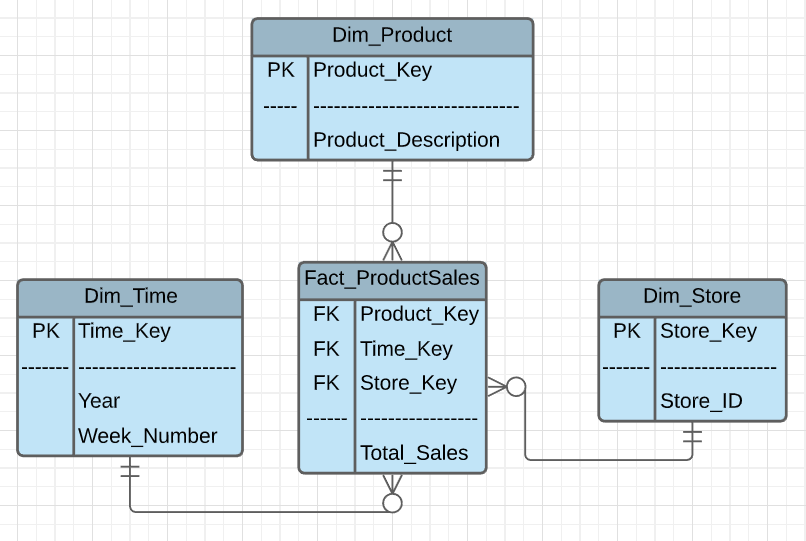 Dim_Product
PK Product_Key
----- ------------------------------
Product_Description
Dim_Time
PK Time_Key
------- -----------------------
Year
Week_Number
Fact_ProductSales
FK Product_Key
FK Time_Key
FK Store_Key
------ -----------------
Total_Sales
Dim_Store
PK Store_Key
------- -----------------
Store_ID